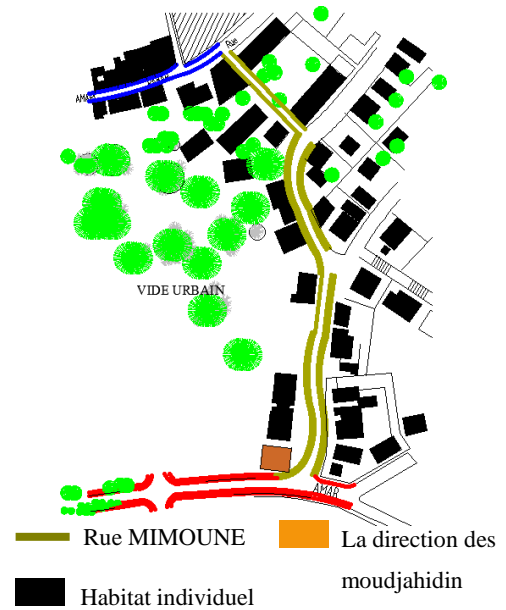 Rue
AMAR
VIDE URBAIN
AMAR
Rue MIMOUNE
La direction des
moudjahidin
Habitat individuel